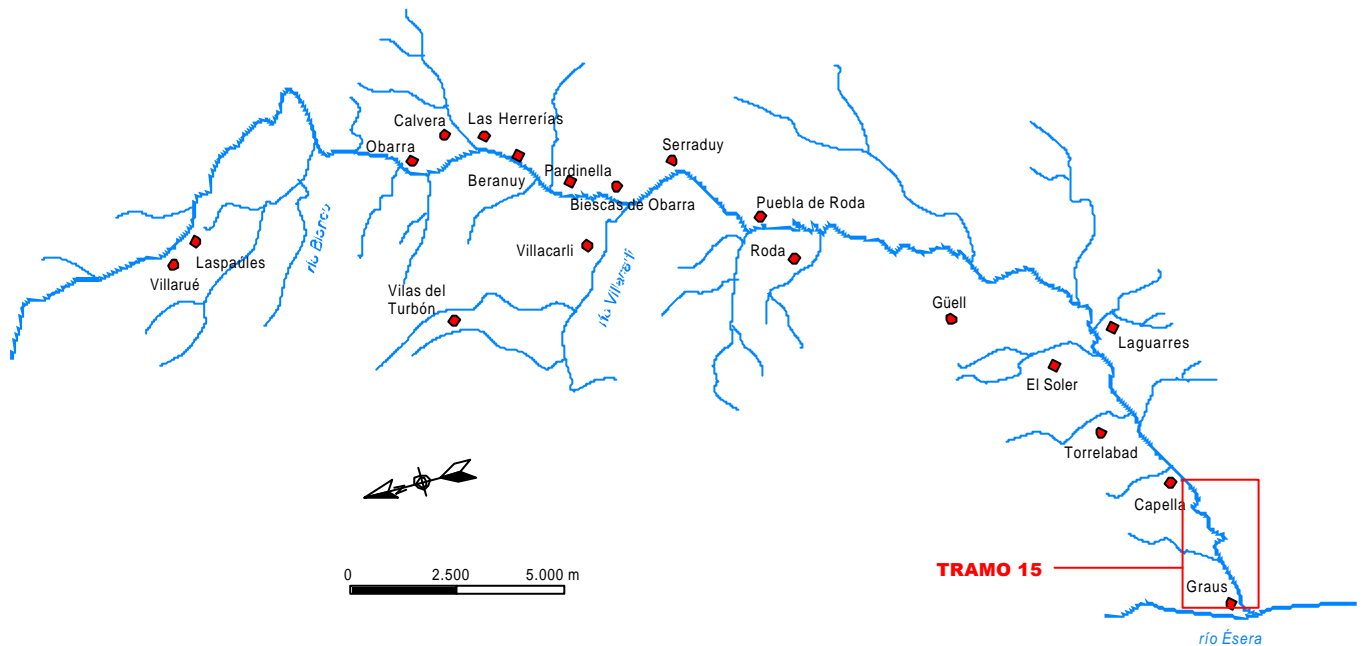 Calvera
Las Herrerías
Obarra
Serraduy
Beranuy
Pardinella
Biescas de Obarra
Puebla de Roda
Villacarli
Roda
río Blanco
Laspaúles
Villarué
río Villacarli
Vilas del
Turbón
Güell
Laguarres
El Soler
Torrelabad
N
Capella
0 2.500 5.000 m
TRAMO 15
Graus
río Ésera